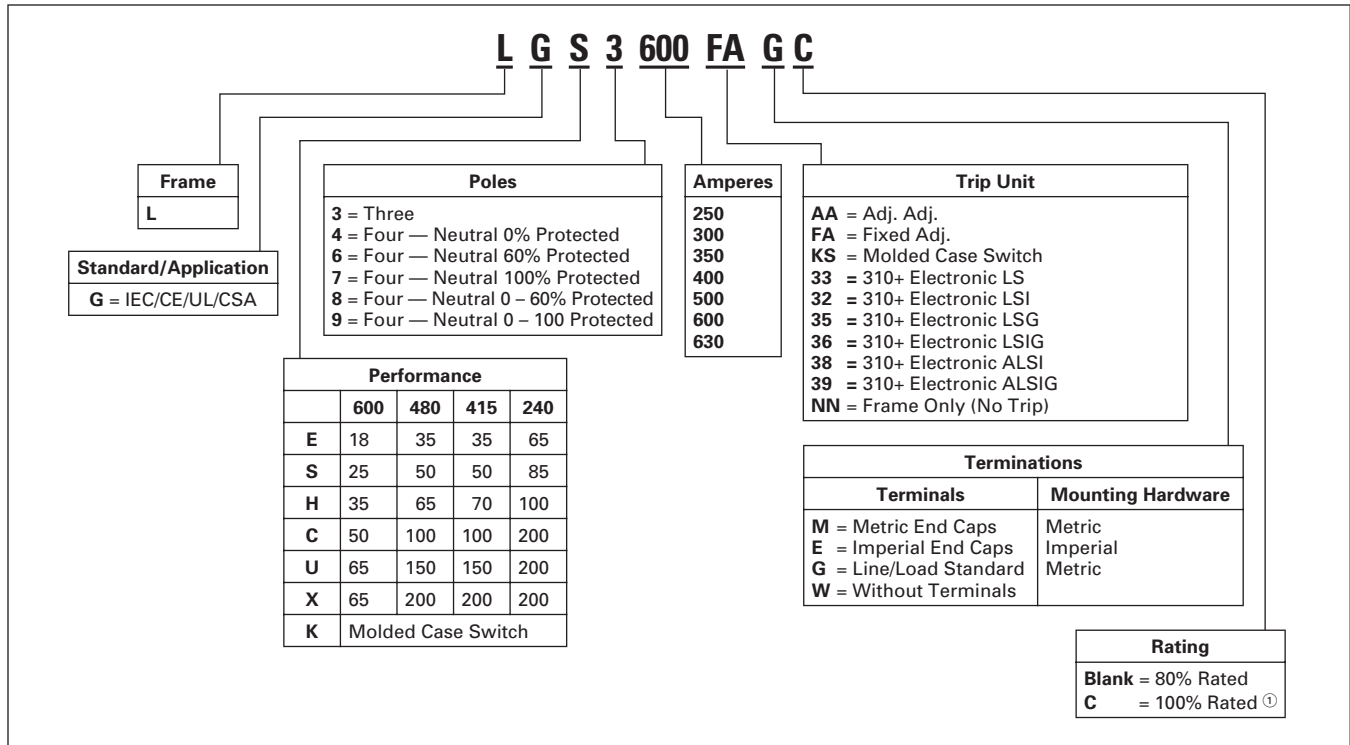 L G S 3 600 FA G C
Frame
L
Standard/Application
G = IEC/CE/UL/CSA
Poles
3 = Three
4 = Four — Neutral 0% Protected
6 = Four — Neutral 60% Protected
7 = Four — Neutral 100% Protected
8 = Four — Neutral 0 – 60% Protected
9 = Four — Neutral 0 – 100 Protected
Amperes
250
300
350
400
500
600
630
Trip Unit
AA = Adj. Adj.
FA = Fixed Adj.
KS = Molded Case Switch
33 = 310+ Electronic LS
32 = 310+ Electronic LSI
35 = 310+ Electronic LSG
36 = 310+ Electronic LSIG
38 = 310+ Electronic ALSI
39 = 310+ Electronic ALSIG
NN = Frame Only (No Trip)
Performance
600 480 415 240
E 18 35 35 65
S 25 50 50 85
H 35 65 70 100
C 50 100 100 200
U 65 150 150 200
X 65 200 200 200
K Molded Case Switch
Terminations
Terminals Mounting Hardware
M = Metric End Caps Metric
E = Imperial End Caps Imperial
G = Line/Load Standard Metric
W = Without Terminals
Rating
Blank = 80% Rated
C = 100% Rated ①